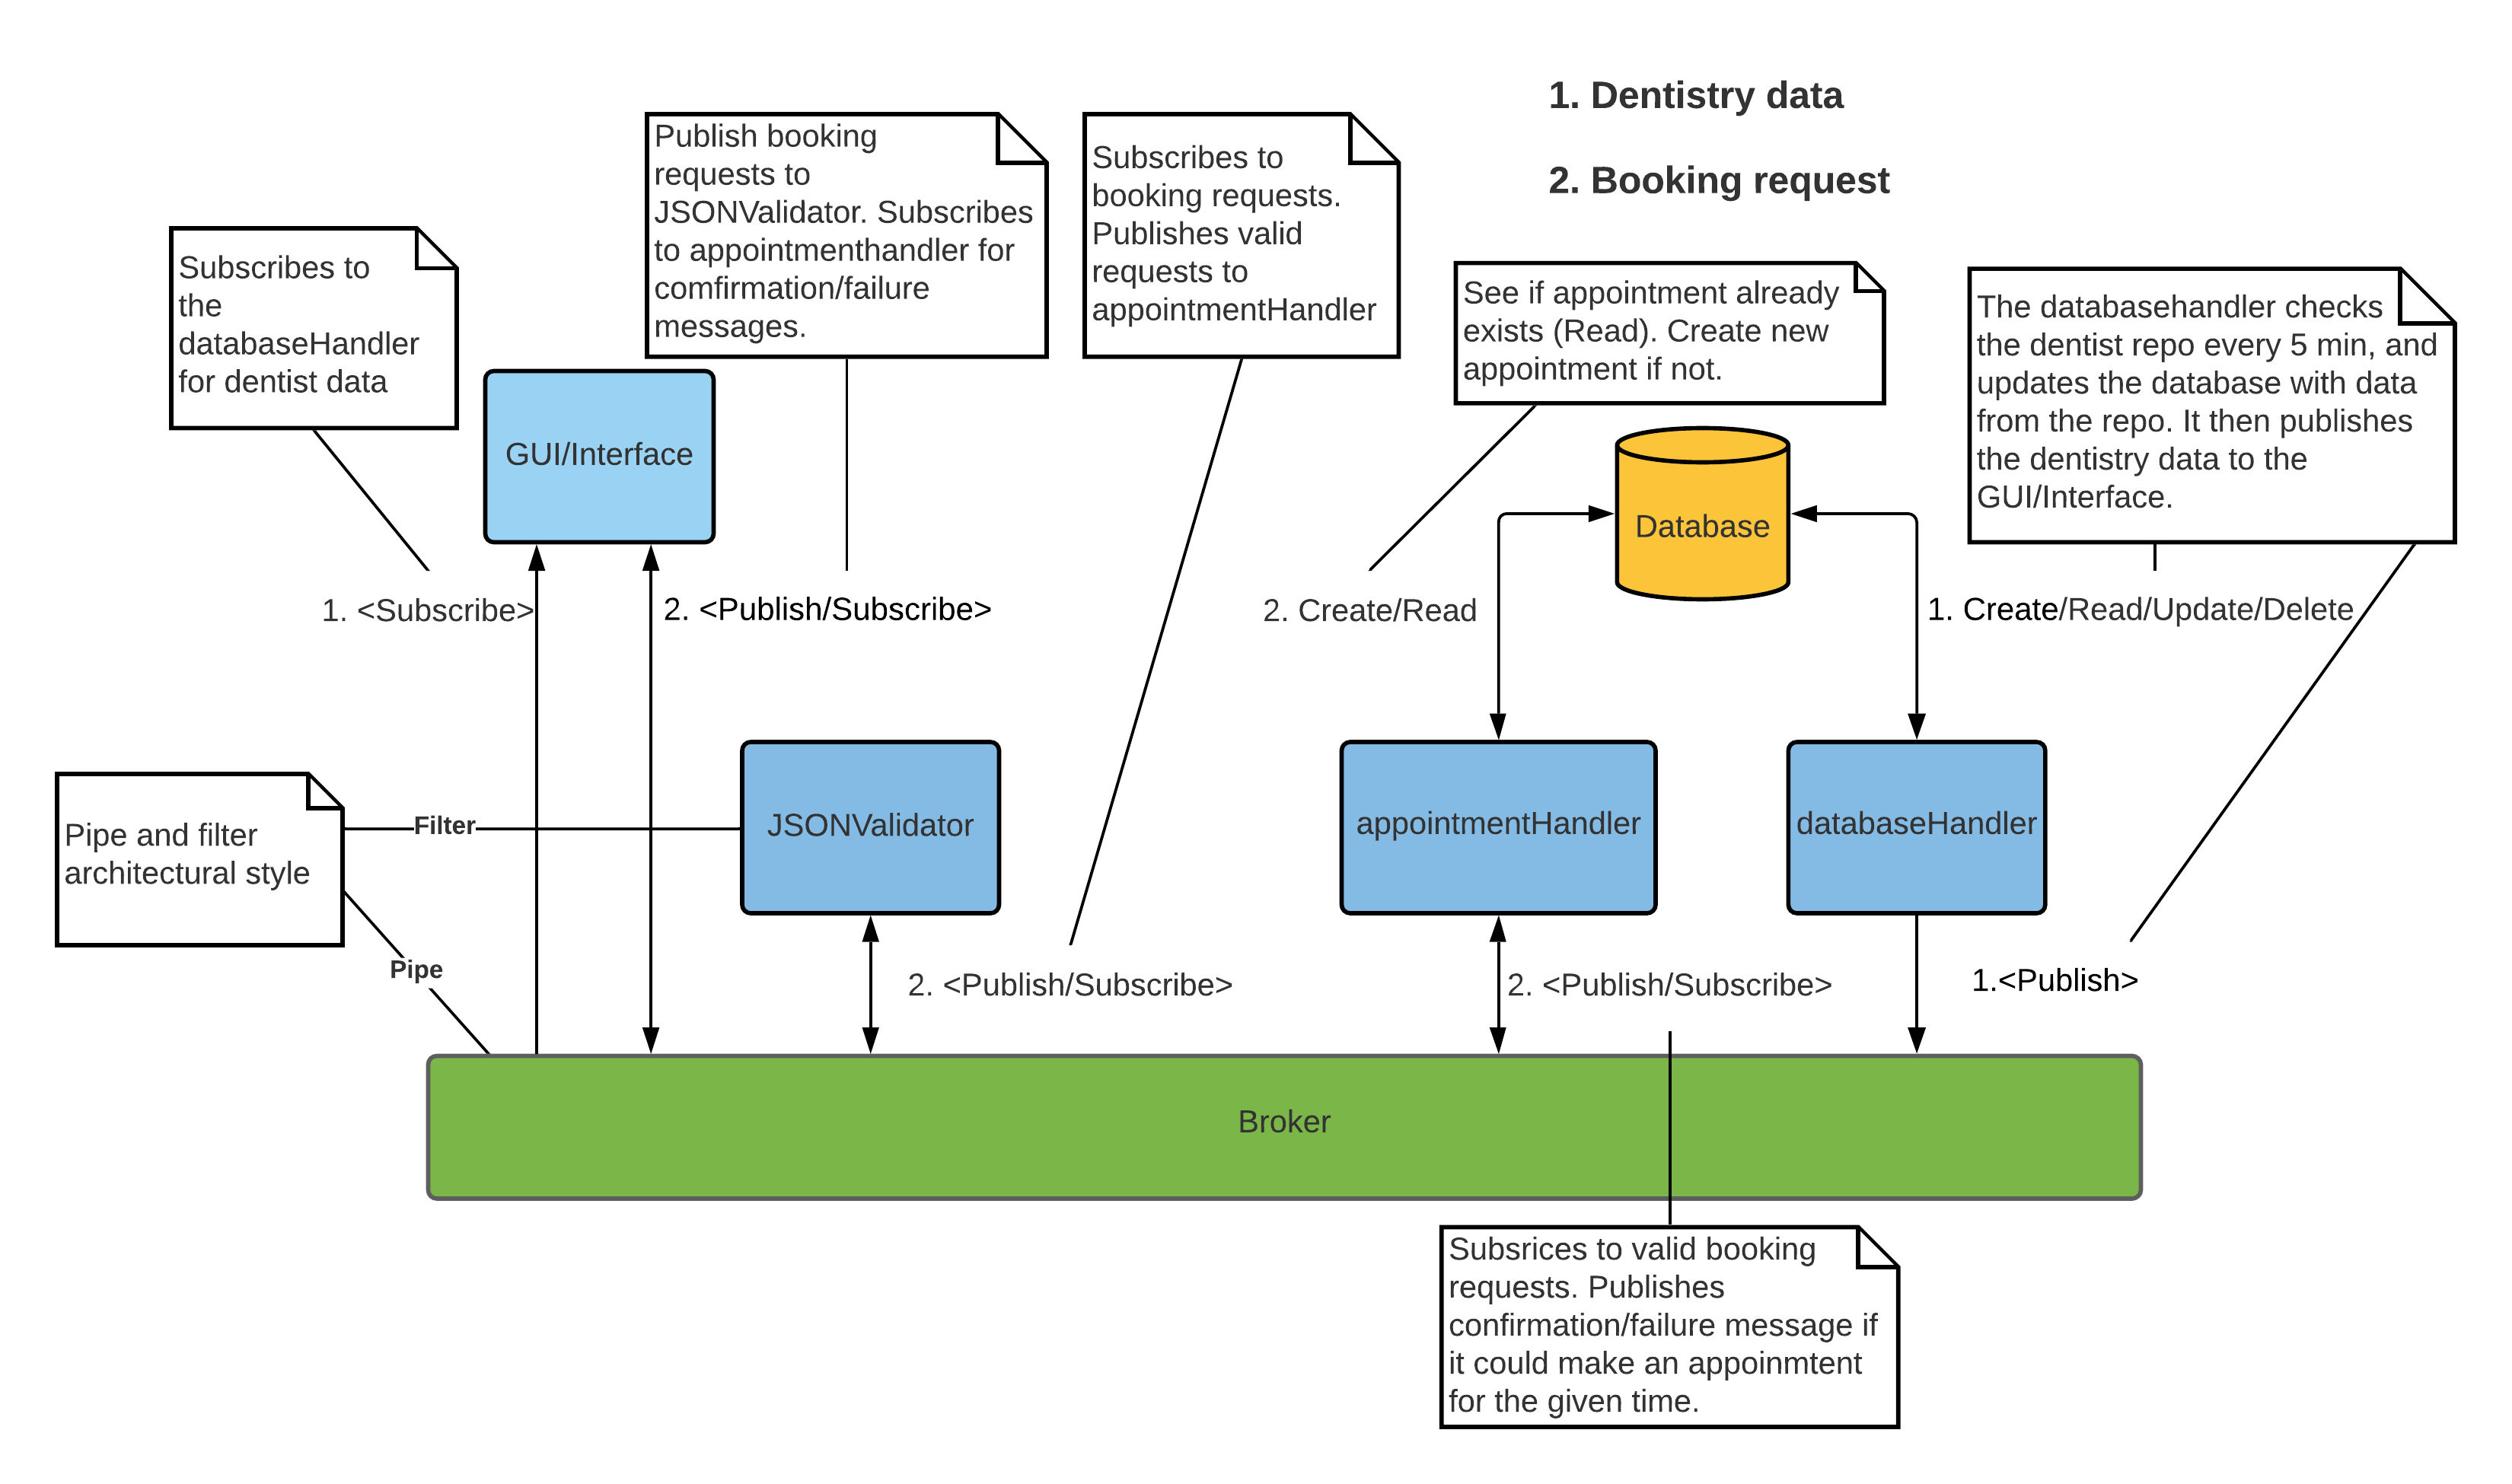 1. Dentistry data
2. Booking request
Publish booking
requests to
JSONValidator. Subscribes
to appointmenthandler for
comfirmation/failure
messages.
Subscribes to
booking requests.
Publishes valid
requests to
appointmentHandler
Subscribes to
the
databaseHandler
for dentist data
See if appointment already
exists (Read). Create new
appointment if not.
The databasehandler checks
the dentist repo every 5 min, and
updates the database with data
from the repo. It then publishes
the dentistry data to the
GUI/Interface.
GUI/Interface
Database
1. <Subscribe>
2. <Publish/Subscribe>
2. Create/Read
1. Create/Read/Update/Delete
Pipe and filter
architectural style
Filter
JSONValidator
appointmentHandler
databaseHandler
Pipe
2. <Publish/Subscribe>
2. <Publish/Subscribe>
1.<Publish>
Broker
Subsrices to valid booking
requests. Publishes
confirmation/failure message if
it could make an appoinmtent
for the given time.